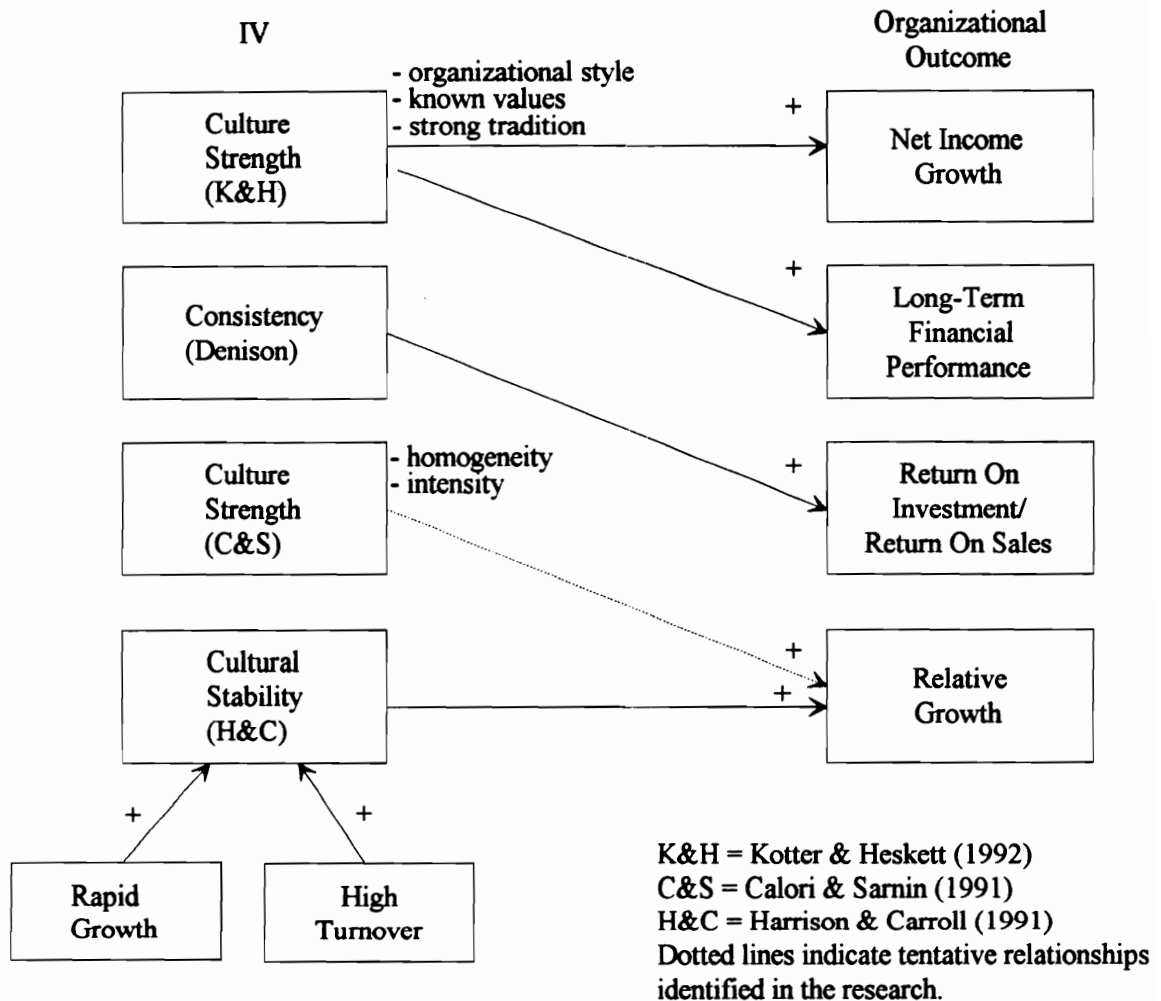 IV
Organizational
Outcome
Culture
Strength
(K&H)
- organizational style
- known values
- strong tradition
+
Net Income
Growth
Consistency
(Denison)
+
Long-Term
Financial
Performance
Culture
Strength
(C&S)
- homogeneity
- intensity
+
Return On
Investment/
Return On Sales
Cultural
Stability
(H&C)
+
+
Relative
Growth
+
+
Rapid
Growth
High
Turnover
K&H = Kotter & Heskett (1992)
C&S = Calori & Sarnin (1991)
H&C = Harrison & Carroll (1991)
Dotted lines indicate tentative relationships
identified in the research.